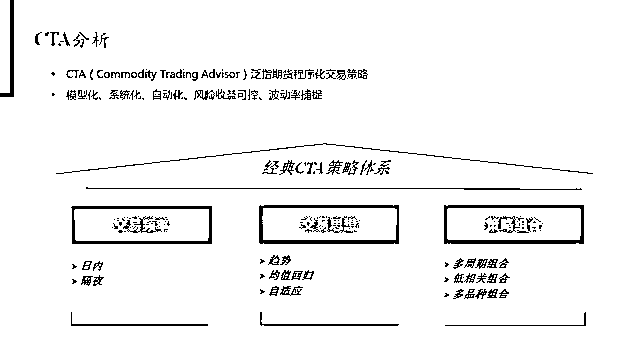 CTA分析
• CTA（Commodity Trading Advisor）泛指期货程序化交易策略
• 模型化、系统化、自动化、风险收益可控、波动率捕捉
经典CTA策略体系
交易频率
➢ 日内
➢ 隔夜
交易思想
➢ 趋势
➢ 均值回归
➢ 自适应
策略组合
➢ 多周期组合
➢ 低相关组合
➢ 多品种组合